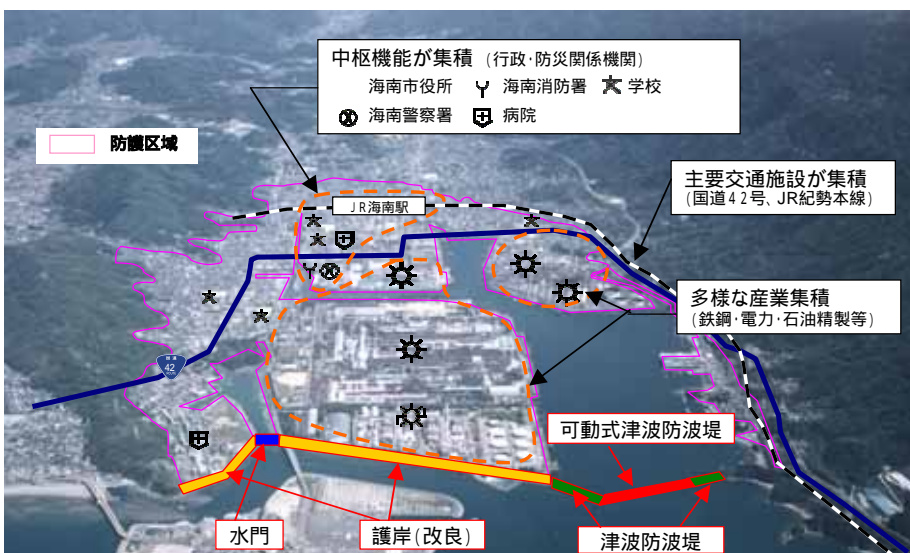 中枢機能が集積 (行政・防災関係機関)
海南市役所 海南消防署 学校
海南警察署 病院
防護区域
主要交通施設が集積
(国道42号、JR紀勢本線)
JR海南駅
多様な産業集積
(鉄鋼・電力・石油精製等)
国道
42
ROUTE
可動式津波防波堤
水門
護岸(改良)
津波防波堤